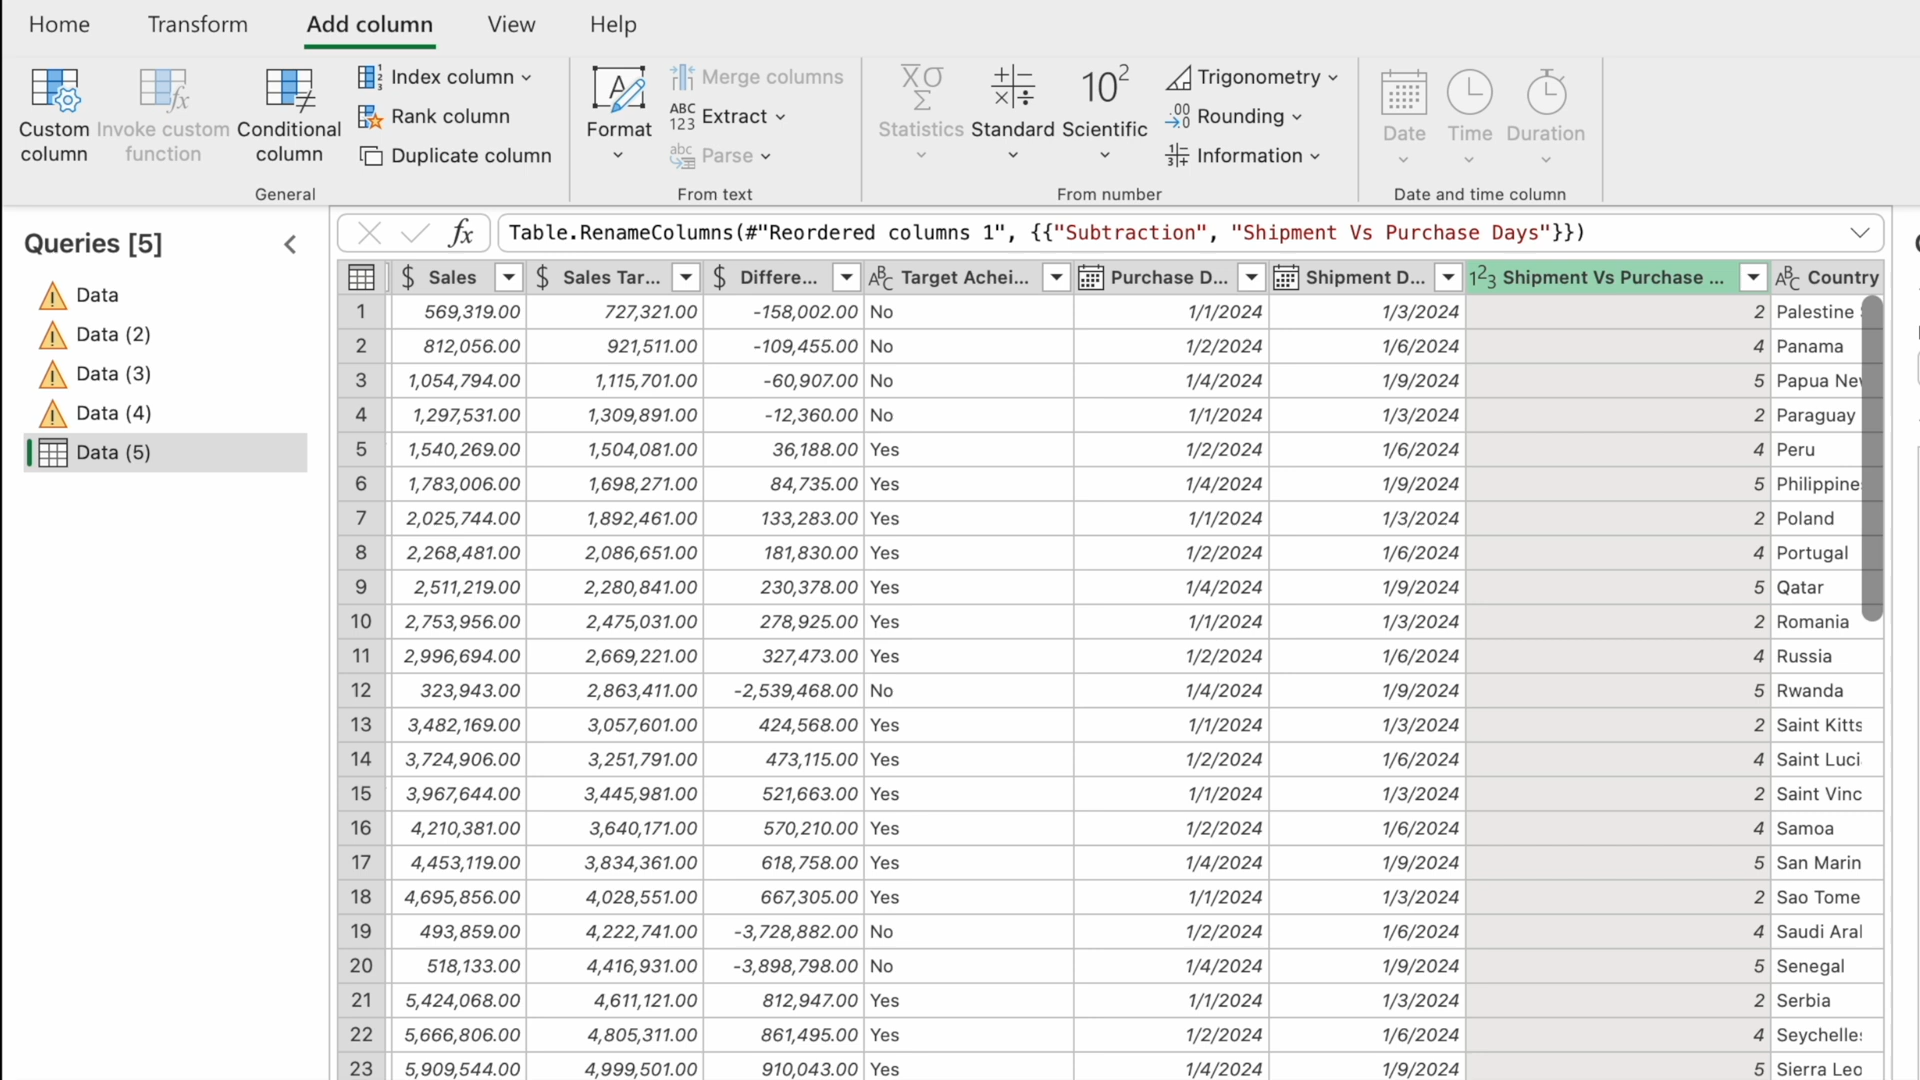 Home Transform Add column View Help
Custom column
Invoke custom function
Conditional column
Index column
Rank column
Duplicate column
General
Format
Merge columns
Extract
Parse
From text
Statistics
Standard
Scientific
Trigonometry
Rounding
Information
From number
Date
Time
Duration
Date and time column
Queries [5]
Data
Data (2)
Data (3)
Data (4)
Data (5)
fx Table.RenameColumns(#"Reordered columns 1", {{"Subtraction", "Shipment Vs Purchase Days"}})
$ Sales $ Sales Tar... $ Differe... ABC Target Achei... Purchase D... Shipment D... 123 Shipment Vs Purchase ... ABC Country
1 569,319.00 727,321.00 -158,002.00 No 1/1/2024 1/3/2024 2 Palestine
2 812,056.00 921,511.00 -109,455.00 No 1/2/2024 1/6/2024 4 Panama
3 1,054,794.00 1,115,701.00 -60,907.00 No 1/4/2024 1/9/2024 5 Papua Ne
4 1,297,531.00 1,309,891.00 -12,360.00 No 1/1/2024 1/3/2024 2 Paraguay
5 1,540,269.00 1,504,081.00 36,188.00 Yes 1/2/2024 1/6/2024 4 Peru
6 1,783,006.00 1,698,271.00 84,735.00 Yes 1/4/2024 1/9/2024 5 Philippine
7 2,025,744.00 1,892,461.00 133,283.00 Yes 1/1/2024 1/3/2024 2 Poland
8 2,268,481.00 2,086,651.00 181,830.00 Yes 1/2/2024 1/6/2024 4 Portugal
9 2,511,219.00 2,280,841.00 230,378.00 Yes 1/4/2024 1/9/2024 5 Qatar
10 2,753,956.00 2,475,031.00 278,925.00 Yes 1/1/2024 1/3/2024 2 Romania
11 2,996,694.00 2,669,221.00 327,473.00 Yes 1/2/2024 1/6/2024 4 Russia
12 323,943.00 2,863,411.00 -2,539,468.00 No 1/4/2024 1/9/2024 5 Rwanda
13 3,482,169.00 3,057,601.00 424,568.00 Yes 1/1/2024 1/3/2024 2 Saint Kitts
14 3,724,906.00 3,251,791.00 473,115.00 Yes 1/2/2024 1/6/2024 4 Saint Luci
15 3,967,644.00 3,445,981.00 521,663.00 Yes 1/1/2024 1/3/2024 2 Saint Vinc
16 4,210,381.00 3,640,171.00 570,210.00 Yes 1/2/2024 1/6/2024 4 Samoa
17 4,453,119.00 3,834,361.00 618,758.00 Yes 1/4/2024 1/9/2024 5 San Marin
18 4,695,856.00 4,028,551.00 667,305.00 Yes 1/1/2024 1/3/2024 2 Sao Tome
19 493,859.00 4,222,741.00 -3,728,882.00 No 1/2/2024 1/6/2024 4 Saudi Aral
20 518,133.00 4,416,931.00 -3,898,798.00 No 1/4/2024 1/9/2024 5 Senegal
21 5,424,068.00 4,611,121.00 812,947.00 Yes 1/1/2024 1/3/2024 2 Serbia
22 5,666,806.00 4,805,311.00 861,495.00 Yes 1/2/2024 1/6/2024 4 Seychelle
23 5,909,544.00 4,999,501.00 910,043.00 Yes 1/4/2024 1/9/2024 5 Sierra Leo